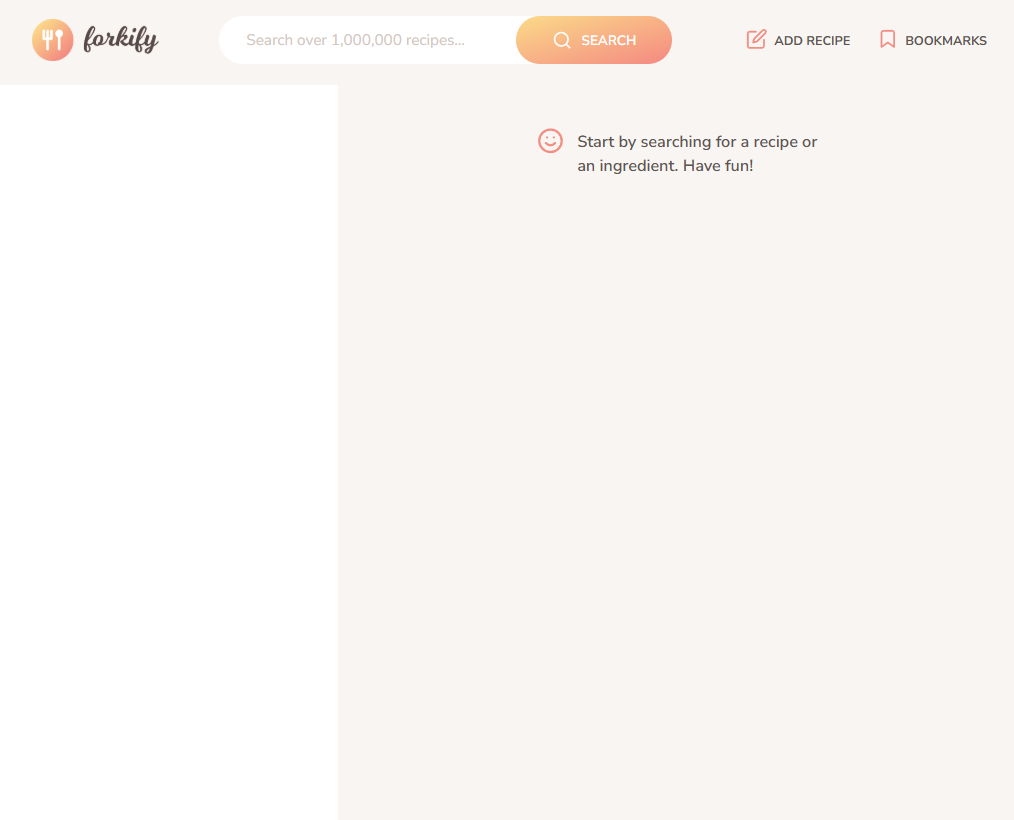 forkify
Search over 1,000,000 recipes...
SEARCH
ADD RECIPE
BOOKMARKS
Start by searching for a recipe or
an ingredient. Have fun!